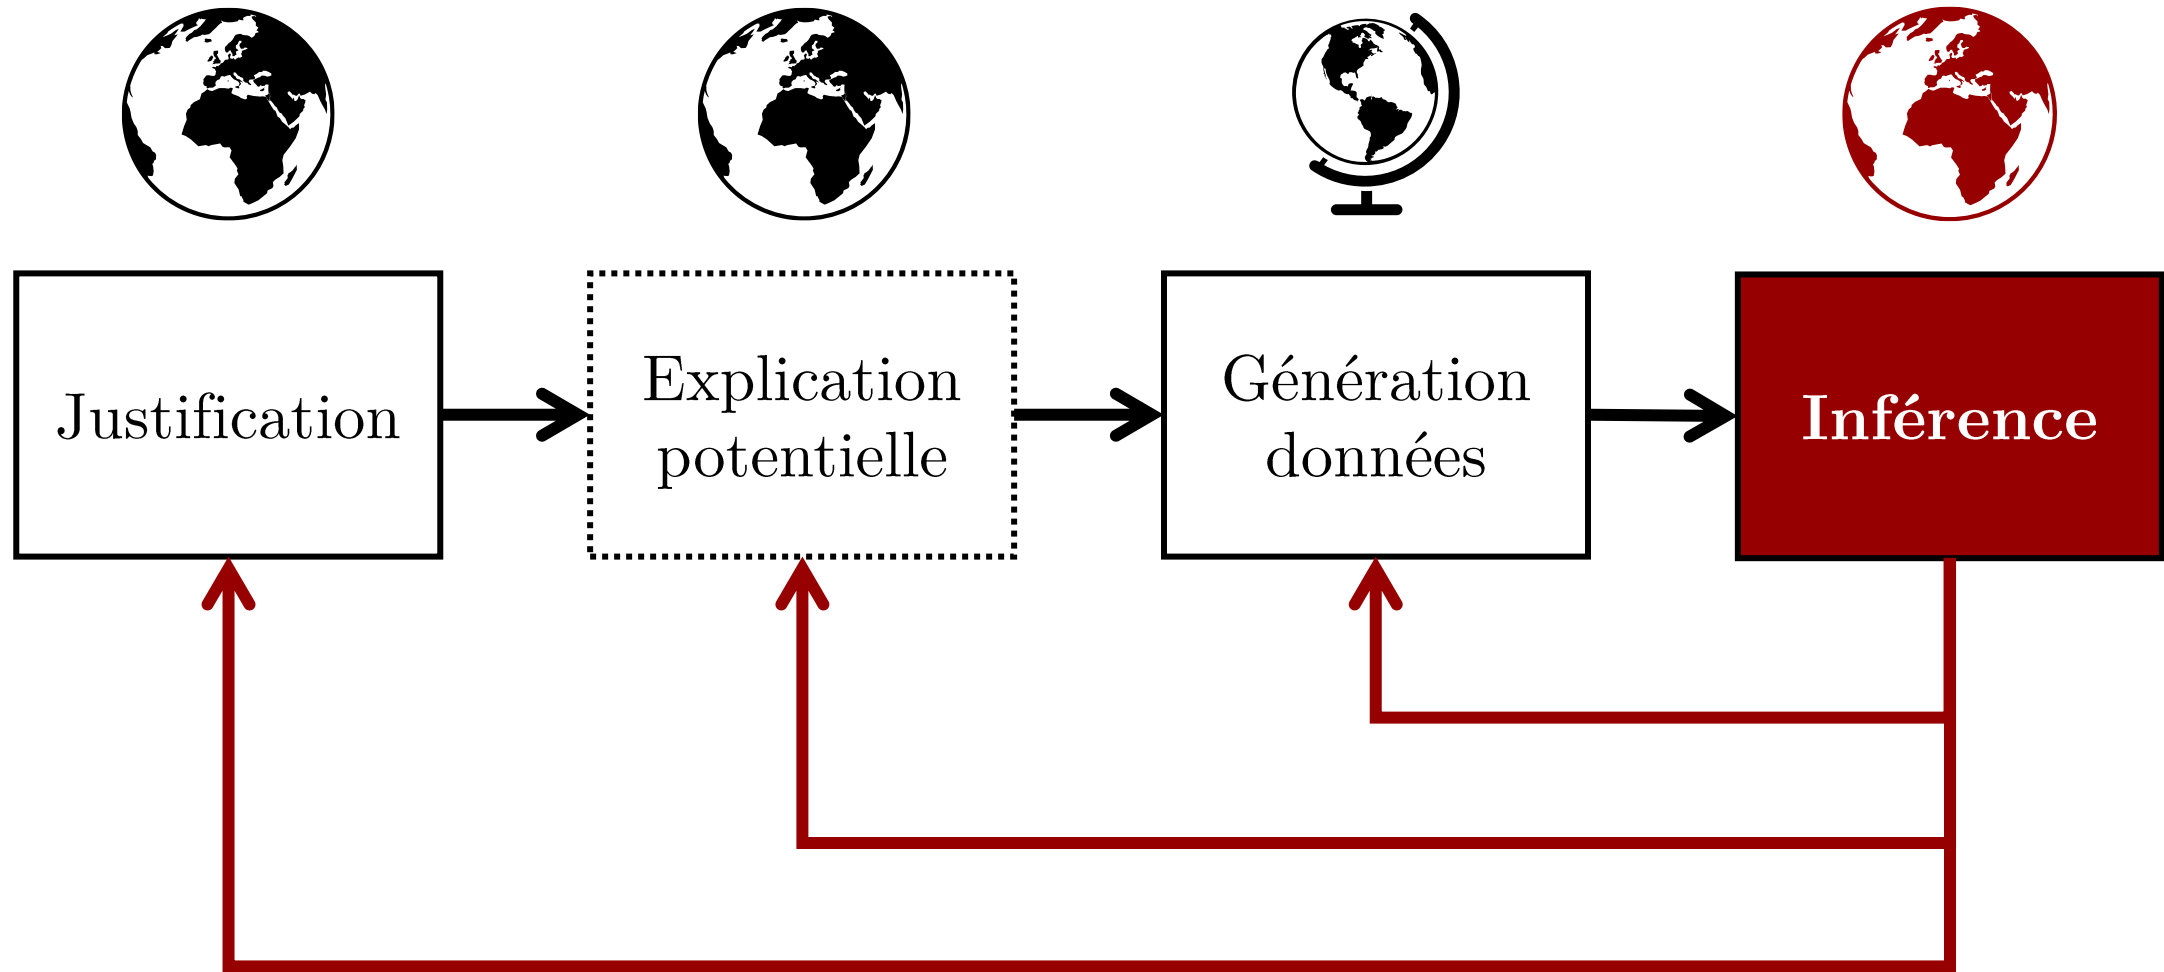 Justification
Explication
potentielle
Génération
données
Inférence